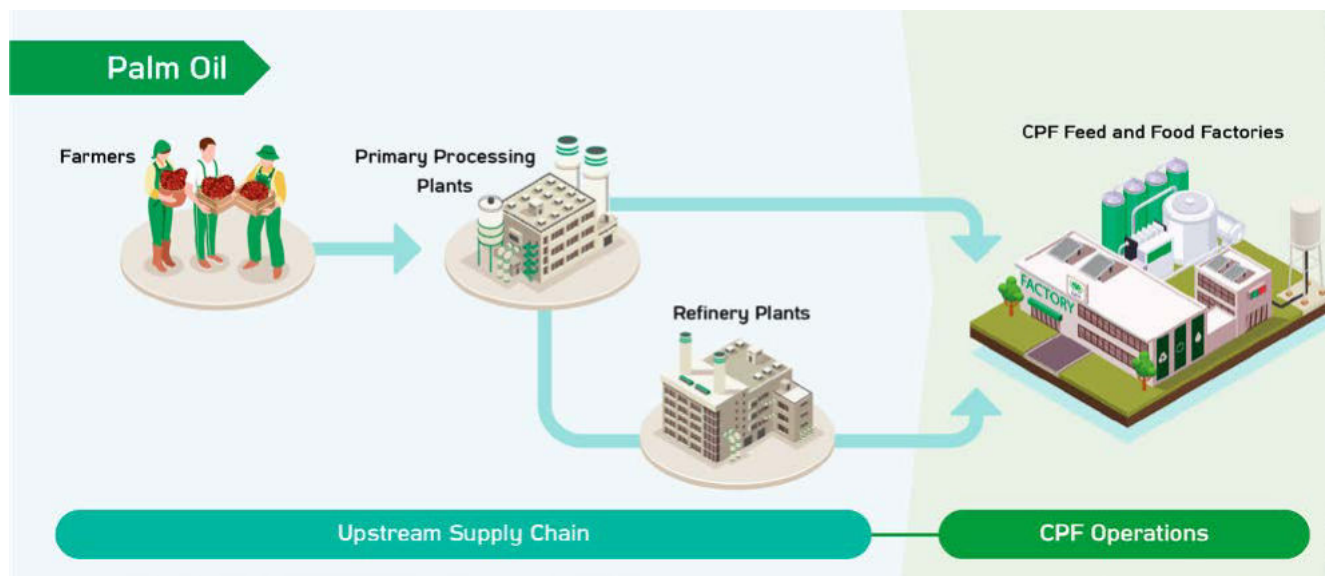 Palm Oil
Farmers
Primary Processing
Plants
CPF Feed and Food Factories
FACTORY
Refinery Plants
Upstream Supply Chain
CPF Operations